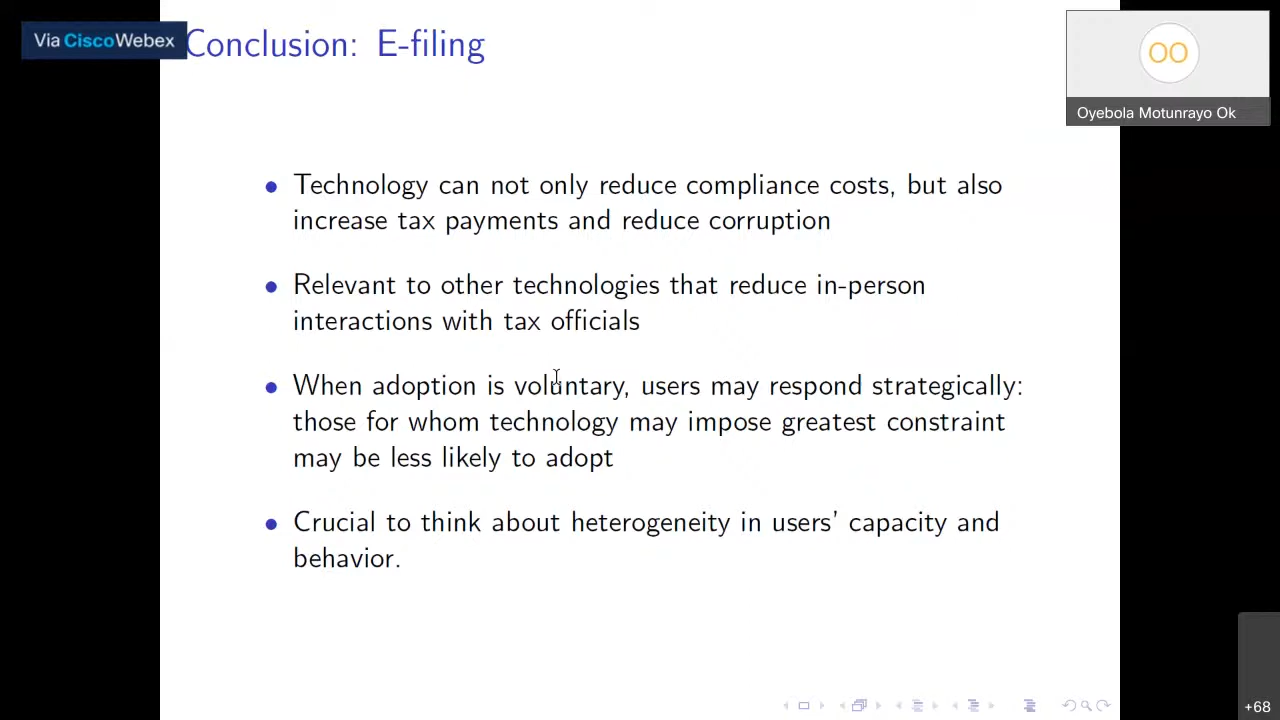 Via Cisco Webex
Conclusion: E-filing
OO
Oyebola Motunrayo Ok
• Technology can not only reduce compliance costs, but also
increase tax payments and reduce corruption
• Relevant to other technologies that reduce in-person
interactions with tax officials
• When adoption is voluntary, users may respond strategically:
those for whom technology may impose greatest constraint
may be less likely to adopt
• Crucial to think about heterogeneity in users' capacity and
behavior.
+68